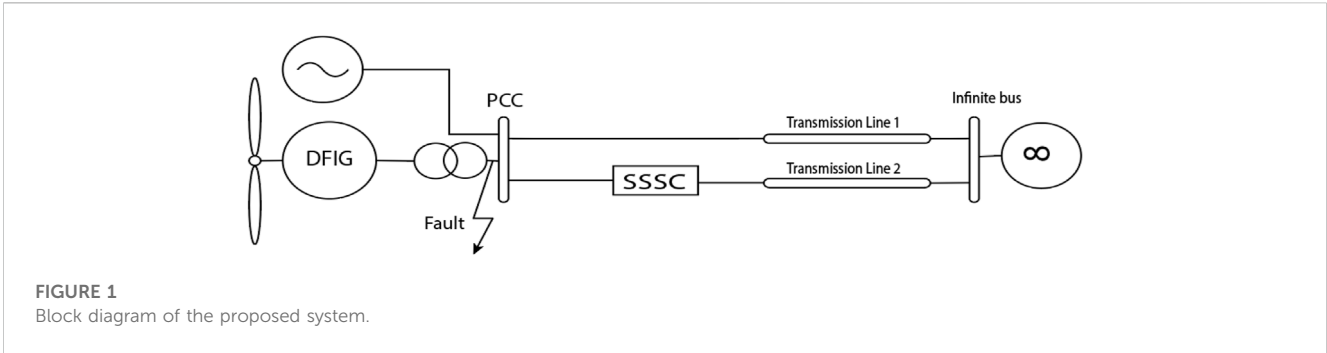 PCC
Infinite bus
Transmission Line 1
DFIG
∞
Transmission Line 2
SSSC
Fault
FIGURE 1
Block diagram of the proposed system.